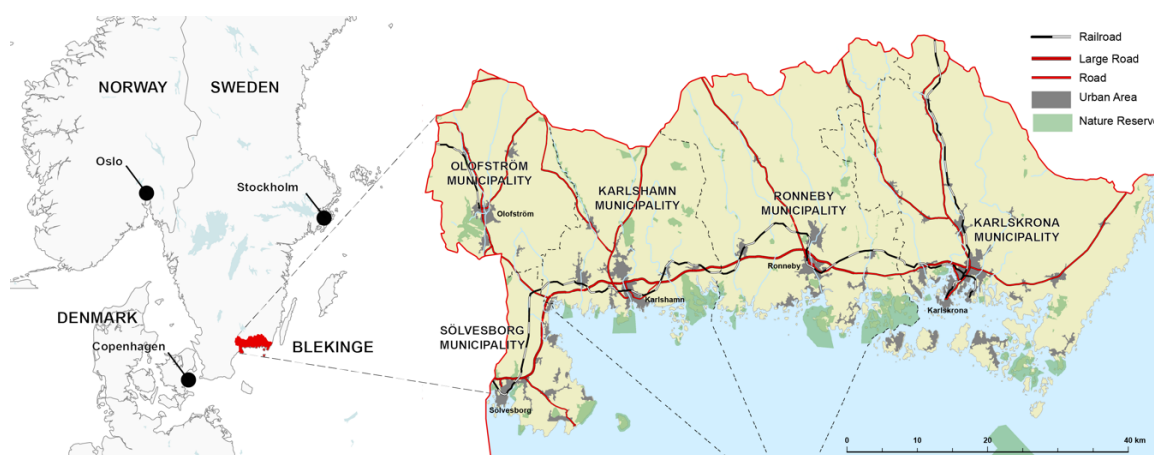 NORWAY
SWEDEN
Oslo
Stockholm
DENMARK
Copenhagen
BLEKINGE
Railroad
Large Road
Road
Urban Area
Nature Reserve
OLOFSTRÖM
MUNICIPALITY
Olofström
KARLSHAMN
MUNICIPALITY
RONNEBY
MUNICIPALITY
KARLSKRONA
MUNICIPALITY
Ronneby
Karlshamn
Karlskrona
SÖLVESBORG
MUNICIPALITY
Sölvesborg
0 10 20 40 km